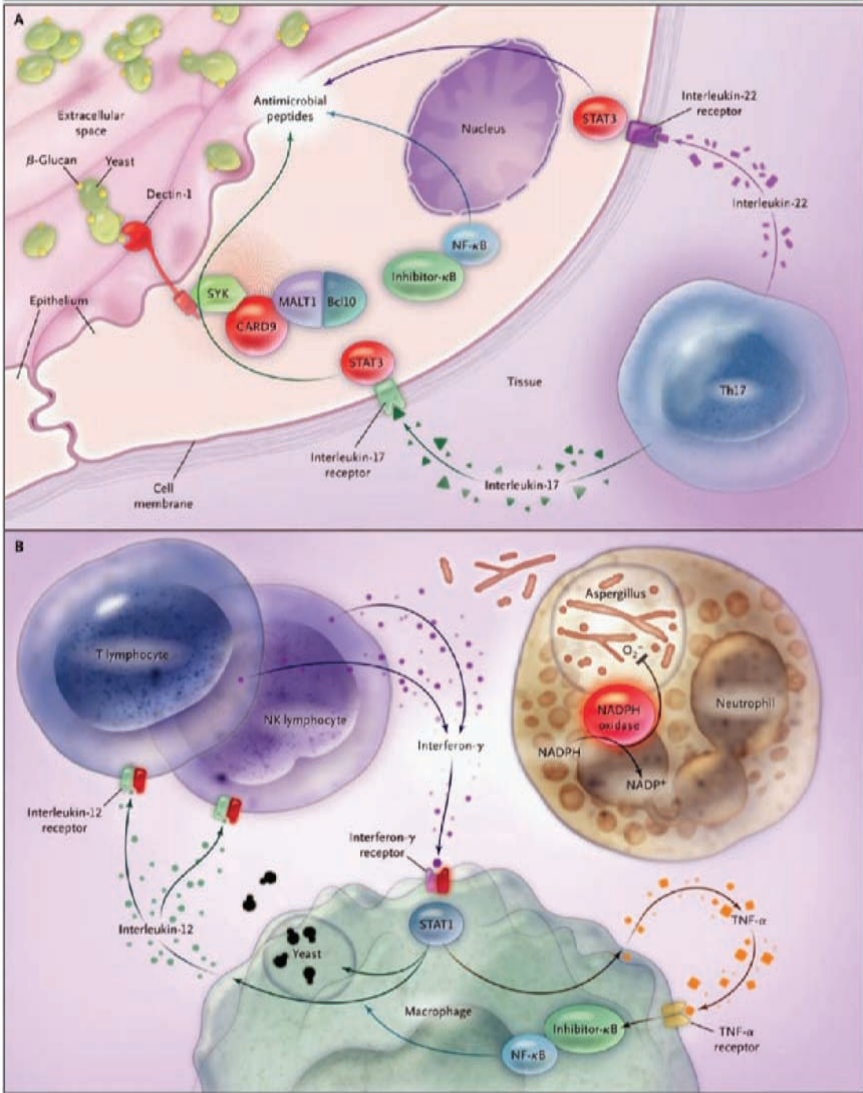 A
Antimicrobial
peptides
Extracellular
space
β-Glucan
Yeast
Dectin-1
Nucleus
STAT3
Interleukin-22
receptor
Interleukin-22
NF-κB
Inhibitor-κB
SYK
MALT1
Bcl10
CARD9
Epithelium
STAT3
Th17
Tissue
Interleukin-17
receptor
Interleukin-17
Cell
membrane
B
T lymphocyte
NK lymphocyte
Aspergillus
O2-
NADPH
oxidase
Neutrophil
NADPH
NADP+
Interferon-γ
Interleukin-12
receptor
Interferon-γ
receptor
STAT1
Interleukin-12
Yeast
TNF-α
Macrophage
Inhibitor-κB
NF-κB
TNF-α
receptor